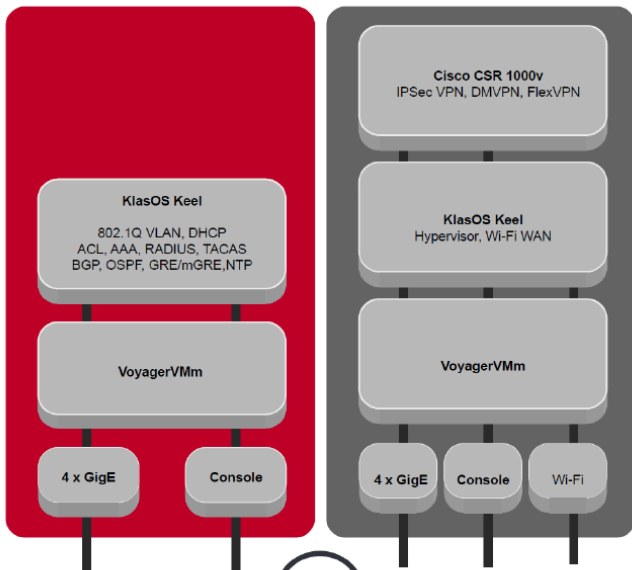 KlasOS Keel
802.1Q VLAN, DHCP
ACL, AAA, RADIUS, TACAS
BGP, OSPF, GRE/mGRE,NTP
VoyagerVMm
4 x GigE
Console
Cisco CSR 1000v
IPSec VPN, DMVPN, FlexVPN
KlasOS Keel
Hypervisor, Wi-Fi WAN
VoyagerVMm
4 x GigE
Console
Wi-Fi